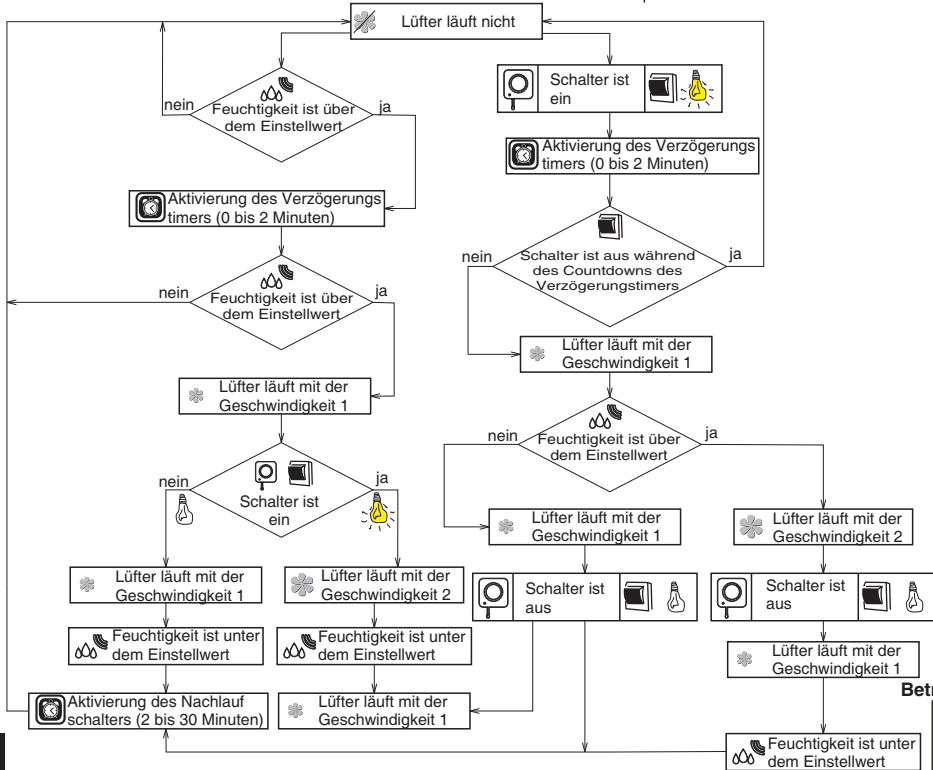 Lüfter läuft nicht
nein
Feuchtigkeit ist über
dem Einstellwert
ja
Aktivierung des Verzögerungs
timers (0 bis 2 Minuten)
nein
Feuchtigkeit ist über
dem Einstellwert
ja
Lüfter läuft mit der
Geschwindigkeit 1
nein
Schalter ist
ein
ja
Lüfter läuft mit der
Geschwindigkeit 1
Lüfter läuft mit der
Geschwindigkeit 2
Feuchtigkeit ist unter
dem Einstellwert
Feuchtigkeit ist unter
dem Einstellwert
Aktivierung des Nachlauf
schalters (2 bis 30 Minuten)
Lüfter läuft mit der
Geschwindigkeit 1
Schalter ist
ein
Aktivierung des Verzögerungs
timers (0 bis 2 Minuten)
nein
Schalter ist aus während
des Countdowns des
Verzögerungstimers
ja
Lüfter läuft mit der
Geschwindigkeit 1
nein
Feuchtigkeit ist über
dem Einstellwert
ja
Lüfter läuft mit der
Geschwindigkeit 1
Lüfter läuft mit der
Geschwindigkeit 2
Schalter ist
aus
Schalter ist
aus
Lüfter läuft mit der
Geschwindigkeit 1
Feuchtigkeit ist unter
dem Einstellwert